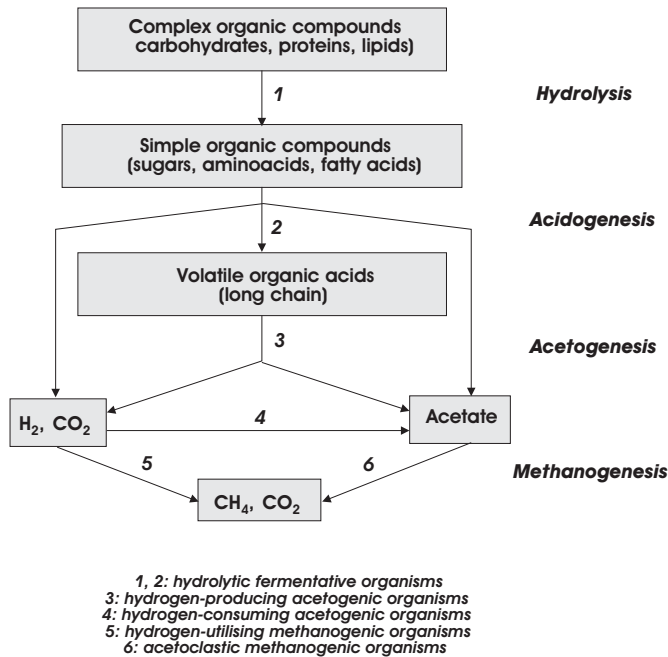 Complex organic compounds
carbohydrates, proteins, lipids)
1
Hydrolysis
Simple organic compounds
(sugars, aminoacids, fatty acids)
2
Acidogenesis
Volatile organic acids
(long chain)
3
Acetogenesis
H₂, CO₂
4
Acetate
5
6
Methanogenesis
CH₄, CO₂
1, 2: hydrolytic fermentative organisms
3: hydrogen-producing acetogenic organisms
4: hydrogen-consuming acetogenic organisms
5: hydrogen-utilising methanogenic organisms
6: acetoclastic methanogenic organisms